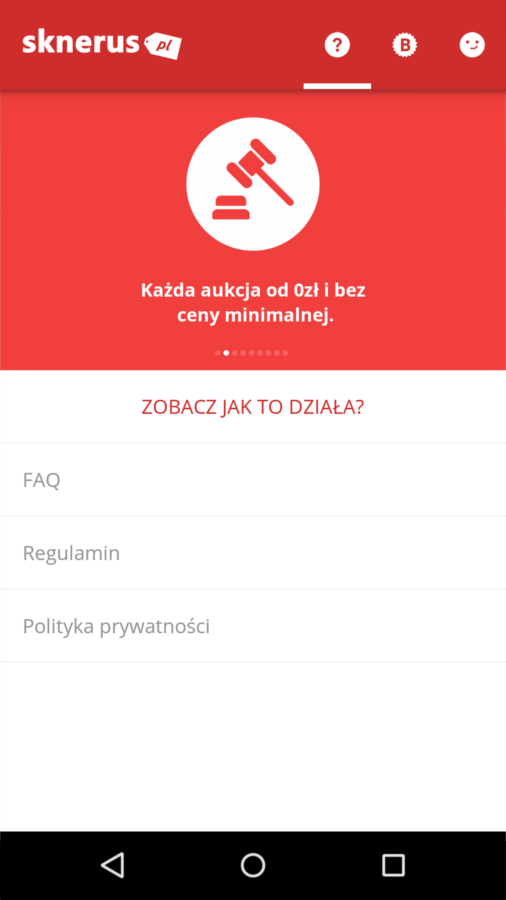 sknerus pl
? B
Każda aukcja od 0zł i bez
ceny minimalnej.
ZOBACZ JAK TO DZIAŁA?
FAQ
Regulamin
Polityka prywatności